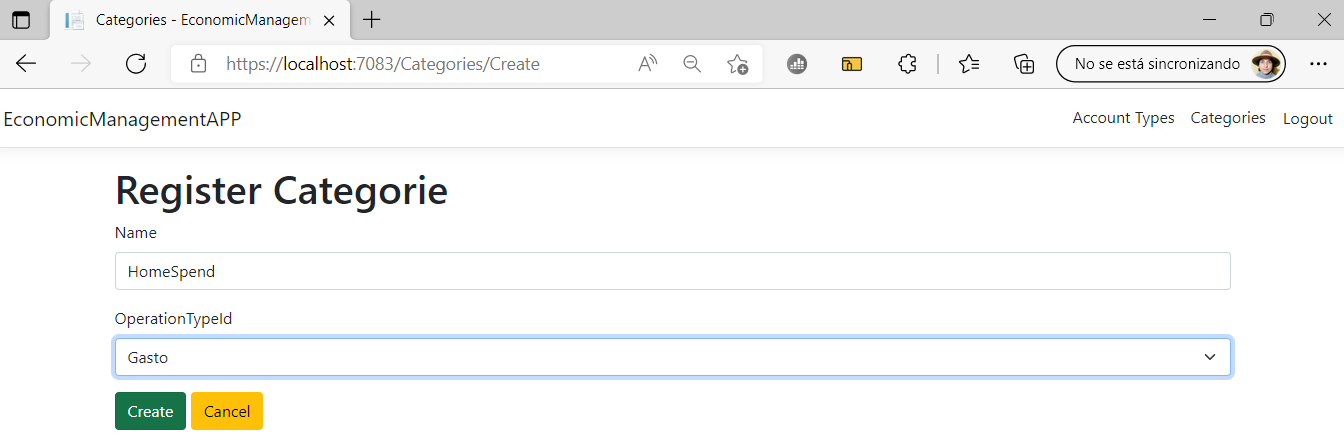 Categories - EconomicManagem
https://localhost:7083/Categories/Create
No se está sincronizando
EconomicManagementAPP
Account Types Categories Logout
Register Categorie
Name
HomeSpend
OperationTypeId
Gasto
Create Cancel